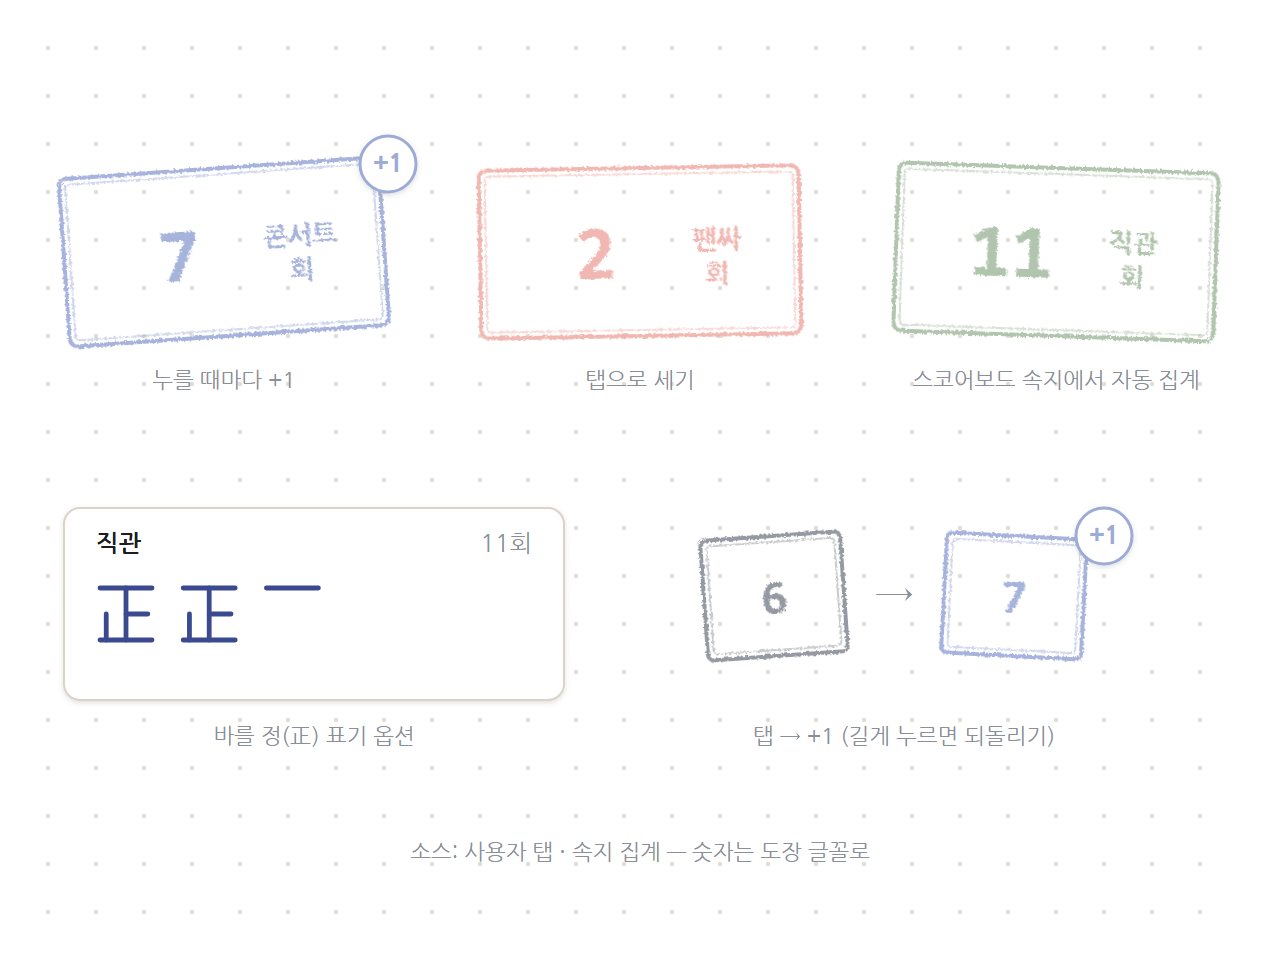 +1
7
콘서트
회
2
팬싸
회
11
직관
회
누를 때마다 +1
탭으로 세기
스코어보드 속지에서 자동 집계
직관
11회
正 正 一
6
→
7
+1
바를 정(正) 표기 옵션
탭 → +1 (길게 누르면 되돌리기)
소스: 사용자 탭 · 속지 집계 — 숫자는 도장 글꼴로